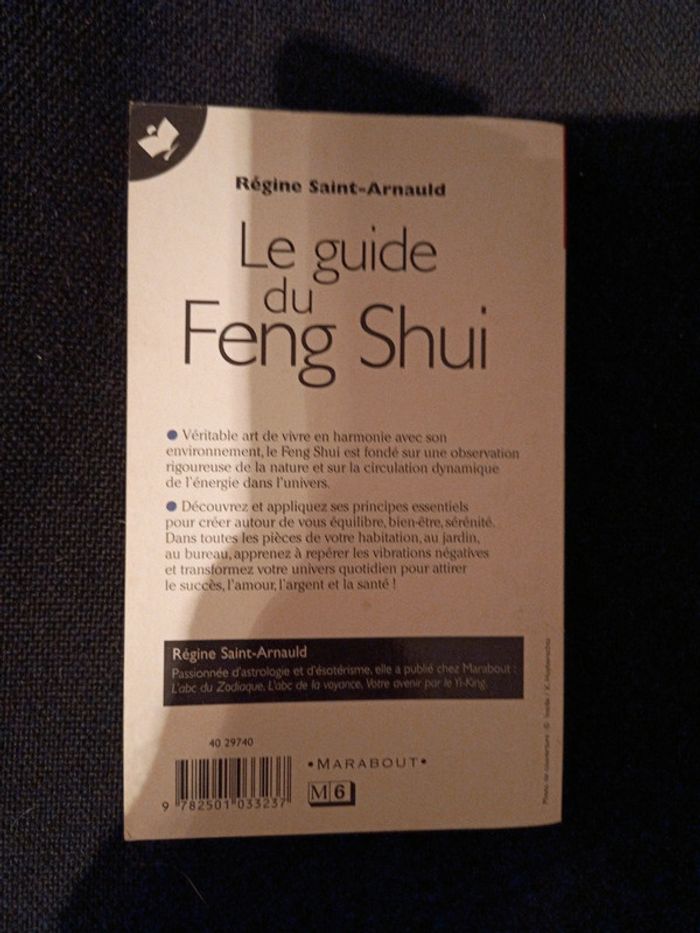 Régine Saint-Arnauld
Le guide
du
Feng Shui
● Véritable art de vivre en harmonie avec son
environnement, le Feng Shui est fondé sur une observation
rigoureuse de la nature et sur la circulation dynamique
de l'énergie dans l'univers.
● Découvrez et appliquez ses principes essentiels
pour créer autour de vous équilibre, bien-être, sérénité.
Dans toutes les pièces de votre habitation, au jardin,
au bureau, apprenez à repérer les vibrations négatives
et transformez votre univers quotidien pour attirer
le succès, l'amour, l'argent et la santé !
Régine Saint-Arnauld
Passionnée d'astrologie et d'ésotérisme, elle a publié chez Marabout :
L'abc du Zodiaque, L'abc de la voyance, Votre avenir par le Yi-King.
40 29740
9 782501 033237
•MARABOUT•
M 6
Photo de couverture : ©